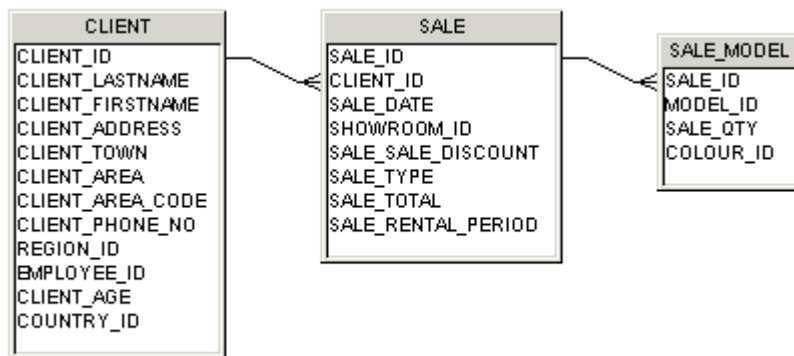 CLIENT
CLIENT_ID
CLIENT_LASTNAME
CLIENT_FIRSTNAME
CLIENT_ADDRESS
CLIENT_TOWN
CLIENT_AREA
CLIENT_AREA_CODE
CLIENT_PHONE_NO
REGION_ID
EMPLOYEE_ID
CLIENT_AGE
COUNTRY_ID
SALE
SALE_ID
CLIENT_ID
SALE_DATE
SHOWROOM_ID
SALE_SALE_DISCOUNT
SALE_TYPE
SALE_TOTAL
SALE_RENTAL_PERIOD
SALE_MODEL
SALE_ID
MODEL_ID
SALE_QTY
COLOUR_ID